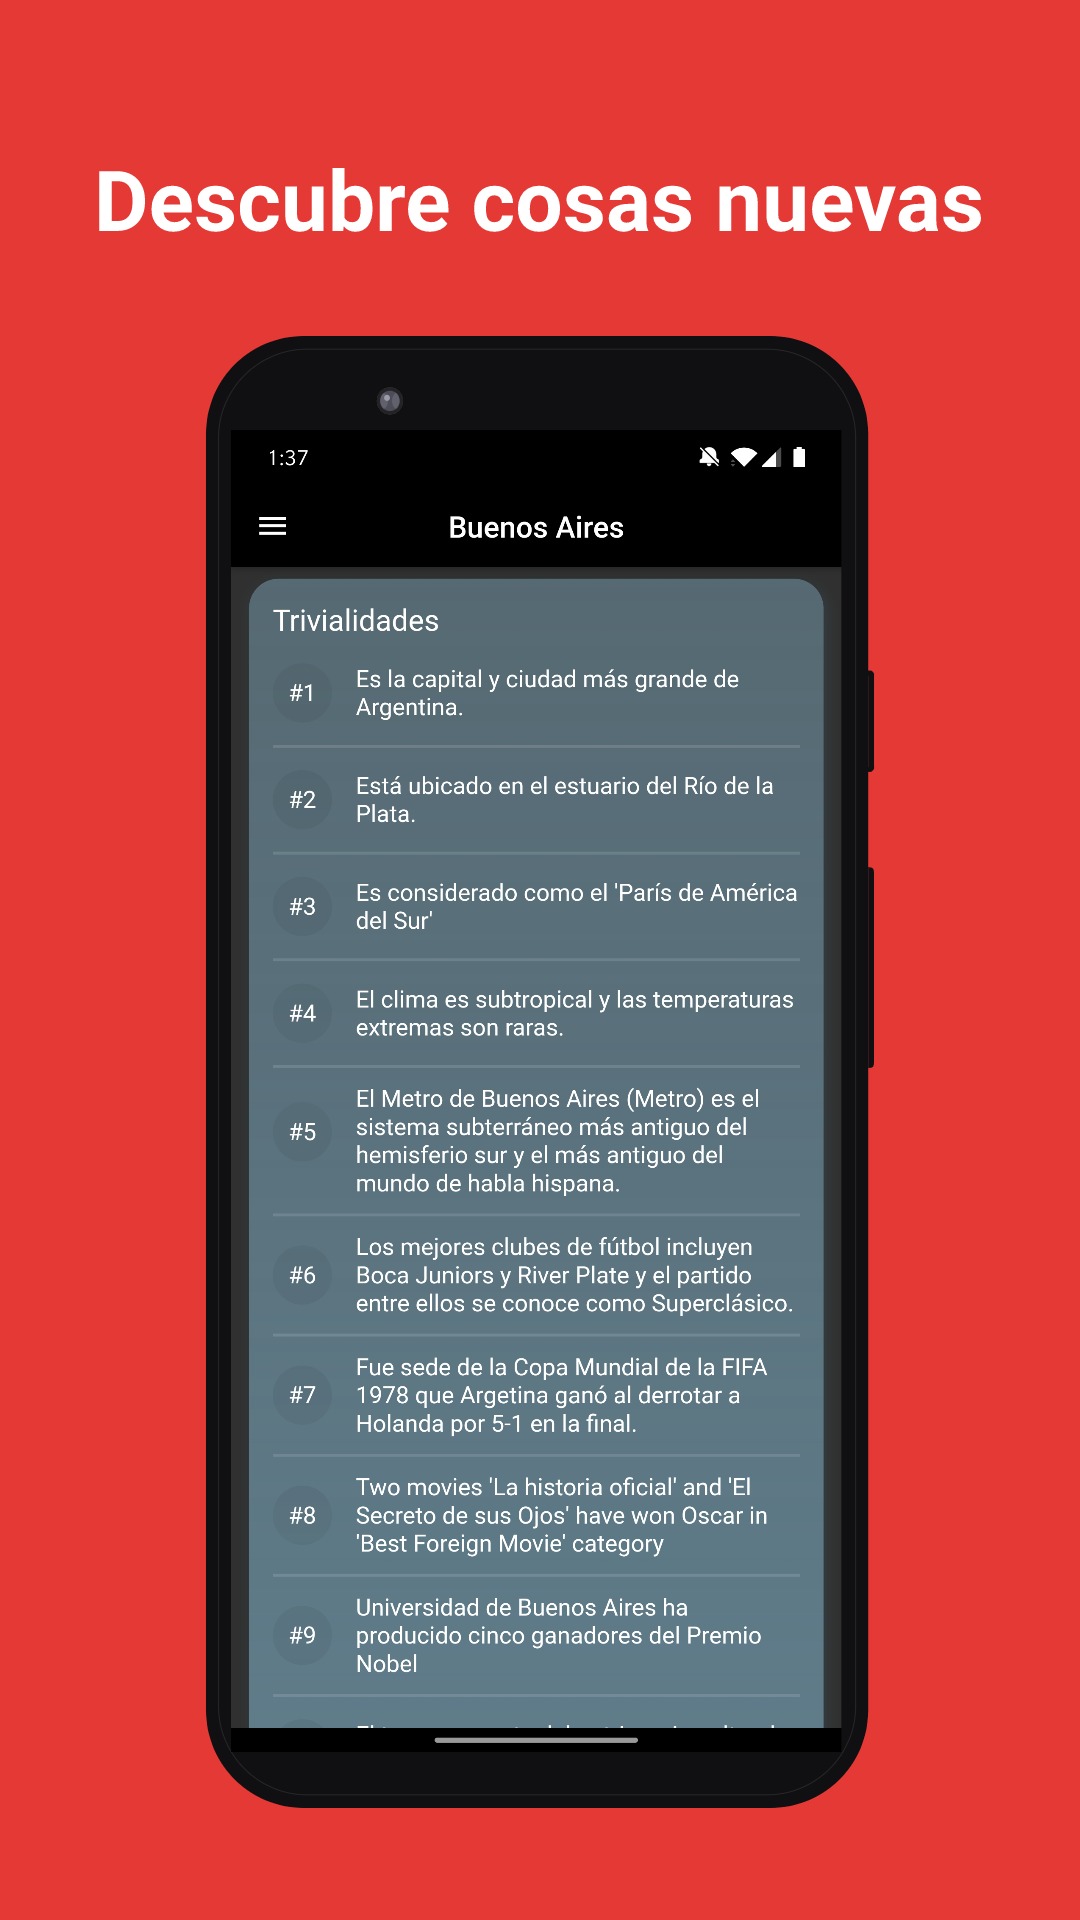 Descubre cosas nuevas
1:37
Buenos Aires
Trivialidades
#1
Es la capital y ciudad más grande de
Argentina.
#2
Está ubicado en el estuario del Río de la
Plata.
#3
Es considerado como el 'París de América
del Sur'
#4
El clima es subtropical y las temperaturas
extremas son raras.
#5
El Metro de Buenos Aires (Metro) es el
sistema subterráneo más antiguo del
hemisferio sur y el más antiguo del
mundo de habla hispana.
#6
Los mejores clubes de fútbol incluyen
Boca Juniors y River Plate y el partido
entre ellos se conoce como Superclásico.
#7
Fue sede de la Copa Mundial de la FIFA
1978 que Argetina ganó al derrotar a
Holanda por 5-1 en la final.
#8
Two movies 'La historia oficial' and 'El
Secreto de sus Ojos' have won Oscar in
'Best Foreign Movie' category
#9
Universidad de Buenos Aires ha
producido cinco ganadores del Premio
Nobel